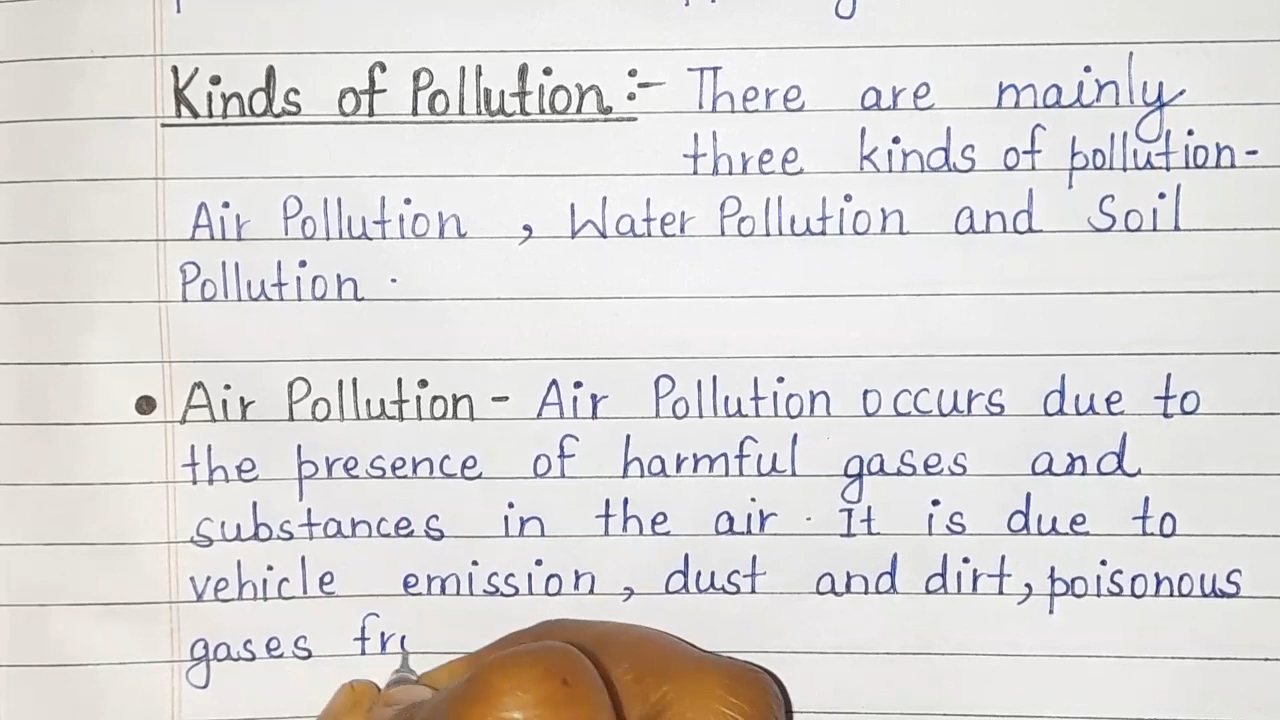 Kinds of Pollution :- There are mainly
three kinds of pollution-
Air Pollution , Water Pollution and Soil
Pollution .
• Air Pollution - Air Pollution occurs due to
the presence of harmful gases and
substances in the air . It is due to
vehicle emission, dust and dirt, poisonous
gases